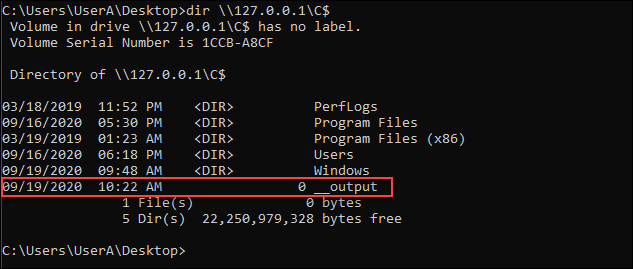 C:\Users\UserA\Desktop>dir \\127.0.0.1\C$
Volume in drive \\127.0.0.1\C$ has no label.
Volume Serial Number is 1CCB-A8CF
Directory of \\127.0.0.1\C$
03/18/2019  11:52 PM    <DIR>          PerfLogs
09/16/2020  05:30 PM    <DIR>          Program Files
03/19/2019  01:23 AM    <DIR>          Program Files (x86)
09/16/2020  06:18 PM    <DIR>          Users
09/19/2020  09:48 AM    <DIR>          Windows
09/19/2020  10:22 AM                 0 __output
1 File(s)              0 bytes
5 Dir(s)  22,250,979,328 bytes free
C:\Users\UserA\Desktop>